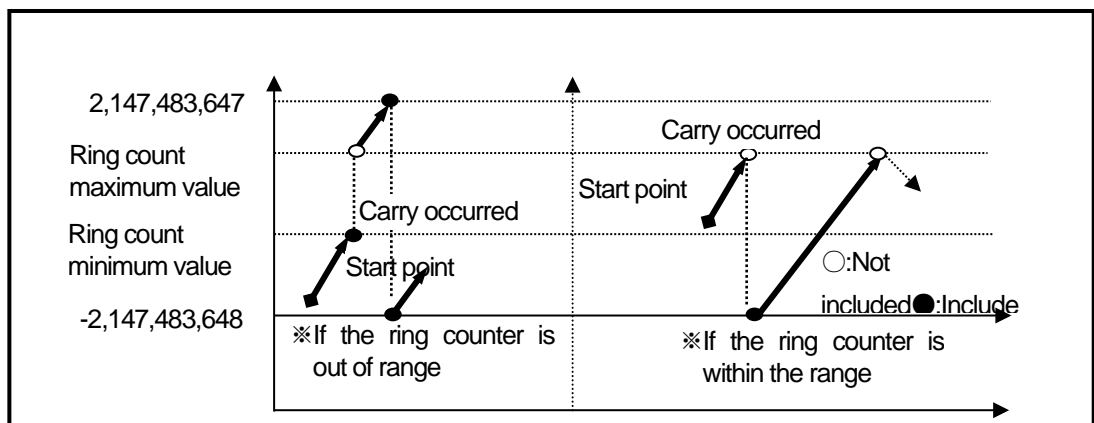 2,147,483,647
Ring count
maximum value
Carry occurred
Start point
Carry occurred
Ring count
minimum value
Start point
○:Not
included●:Include
-2,147,483,648
※If the ring counter is
out of range
※If the ring counter is
within the range